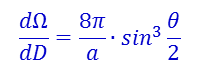 dΩ/dD = 8π/a · sin³ θ/2